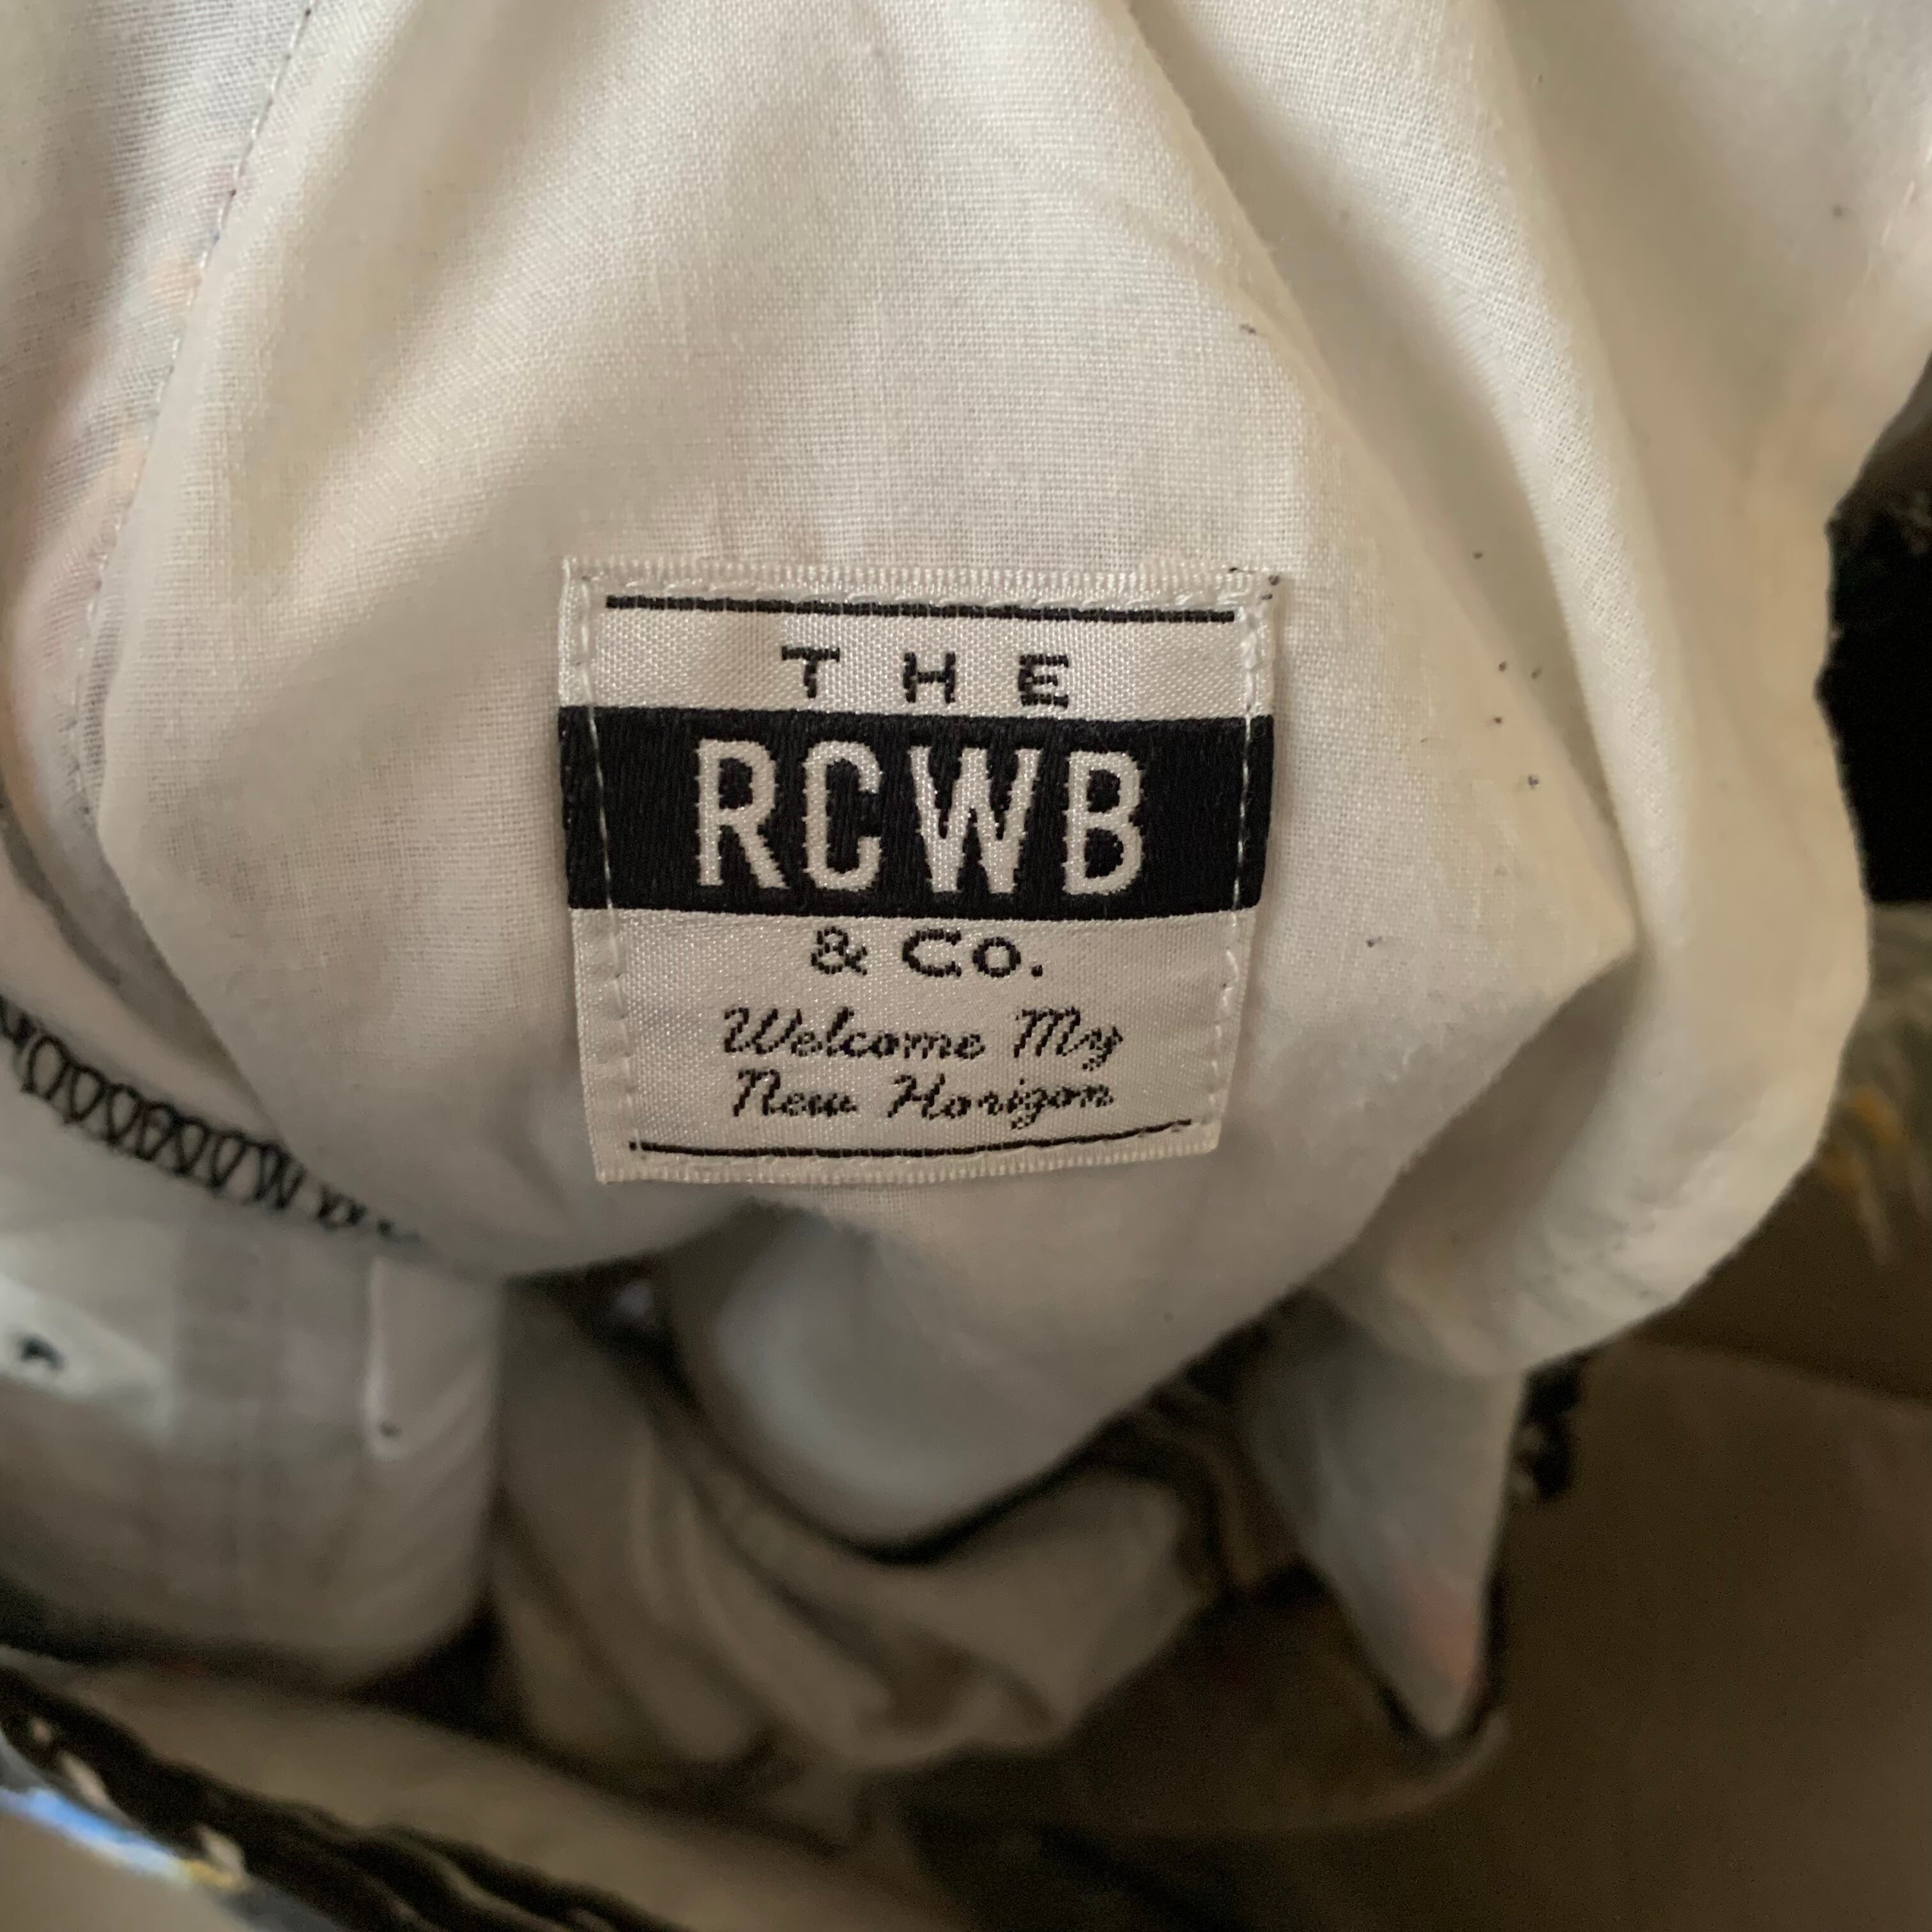 THE
RCWB
& Co.
Welcome My
New Horizon